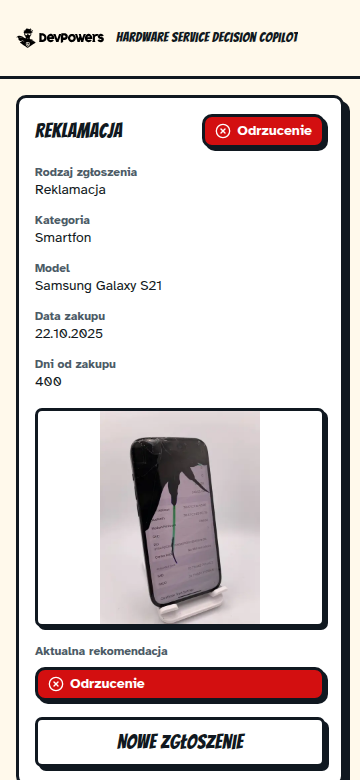 DevPowers HARDWARE SERVICE DECISION COPILOT
REKLAMACJA
Odrzucenie
Rodzaj zgłoszenia
Reklamacja
Kategoria
Smartfon
Model
Samsung Galaxy S21
Data zakupu
22.10.2025
Dni od zakupu
400
Aktualna rekomendacja
Odrzucenie
NOWE ZGŁOSZENIE